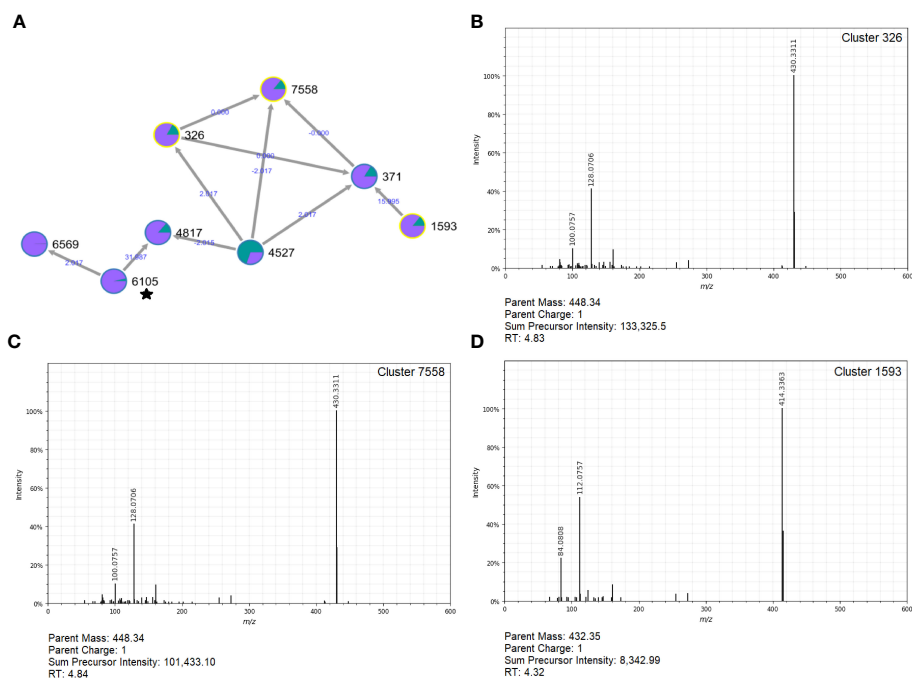 A
7558
0.000
326
0.000
-0.000
-2.017
371
2.017
2.017
15.995
1593
4817
6569
-2.015
4527
2.017
31.987
6105
B
Cluster 326
430.3311
128.0706
100.0757
100%
80%
60%
40%
20%
0%
Intensity
0
100
200
300
400
500
600
m/z
Parent Mass: 448.34
Parent Charge: 1
Sum Precursor Intensity: 133,325.5
RT: 4.83
C
Cluster 7558
430.3311
128.0706
100.0757
100%
80%
60%
40%
20%
0%
Intensity
0
100
200
300
400
500
600
m/z
Parent Mass: 448.34
Parent Charge: 1
Sum Precursor Intensity: 101,433.10
RT: 4.84
D
Cluster 1593
414.3363
112.0757
84.0808
100%
80%
60%
40%
20%
0%
Intensity
0
100
200
300
400
500
600
m/z
Parent Mass: 432.35
Parent Charge: 1
Sum Precursor Intensity: 8,342.99
RT: 4.32